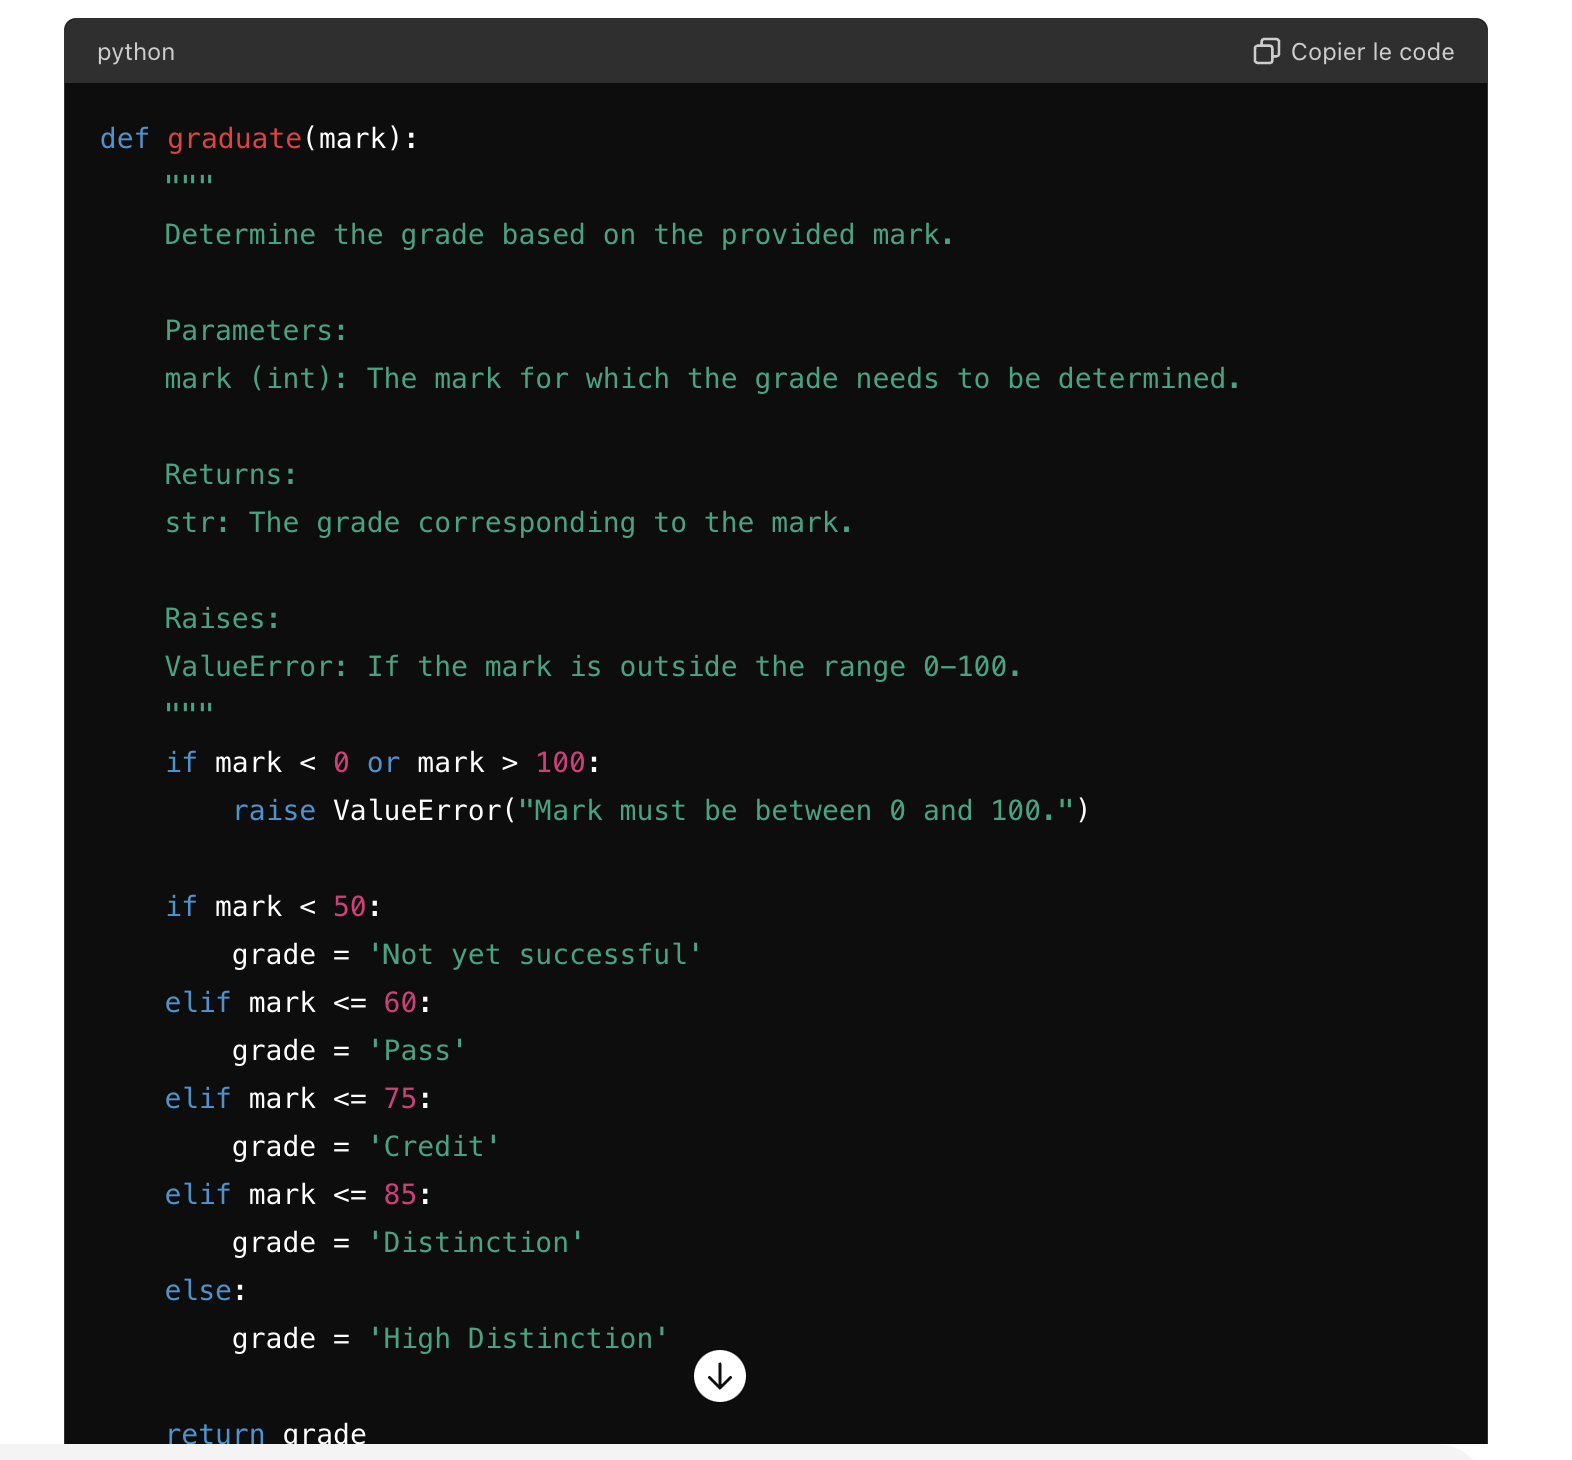 python
Copier le code
def graduate(mark):
    """
    Determine the grade based on the provided mark.

    Parameters:
    mark (int): The mark for which the grade needs to be determined.

    Returns:
    str: The grade corresponding to the mark.

    Raises:
    ValueError: If the mark is outside the range 0-100.
    """
    if mark < 0 or mark > 100:
        raise ValueError("Mark must be between 0 and 100.")

    if mark < 50:
        grade = 'Not yet successful'
    elif mark <= 60:
        grade = 'Pass'
    elif mark <= 75:
        grade = 'Credit'
    elif mark <= 85:
        grade = 'Distinction'
    else:
        grade = 'High Distinction'

    return grade